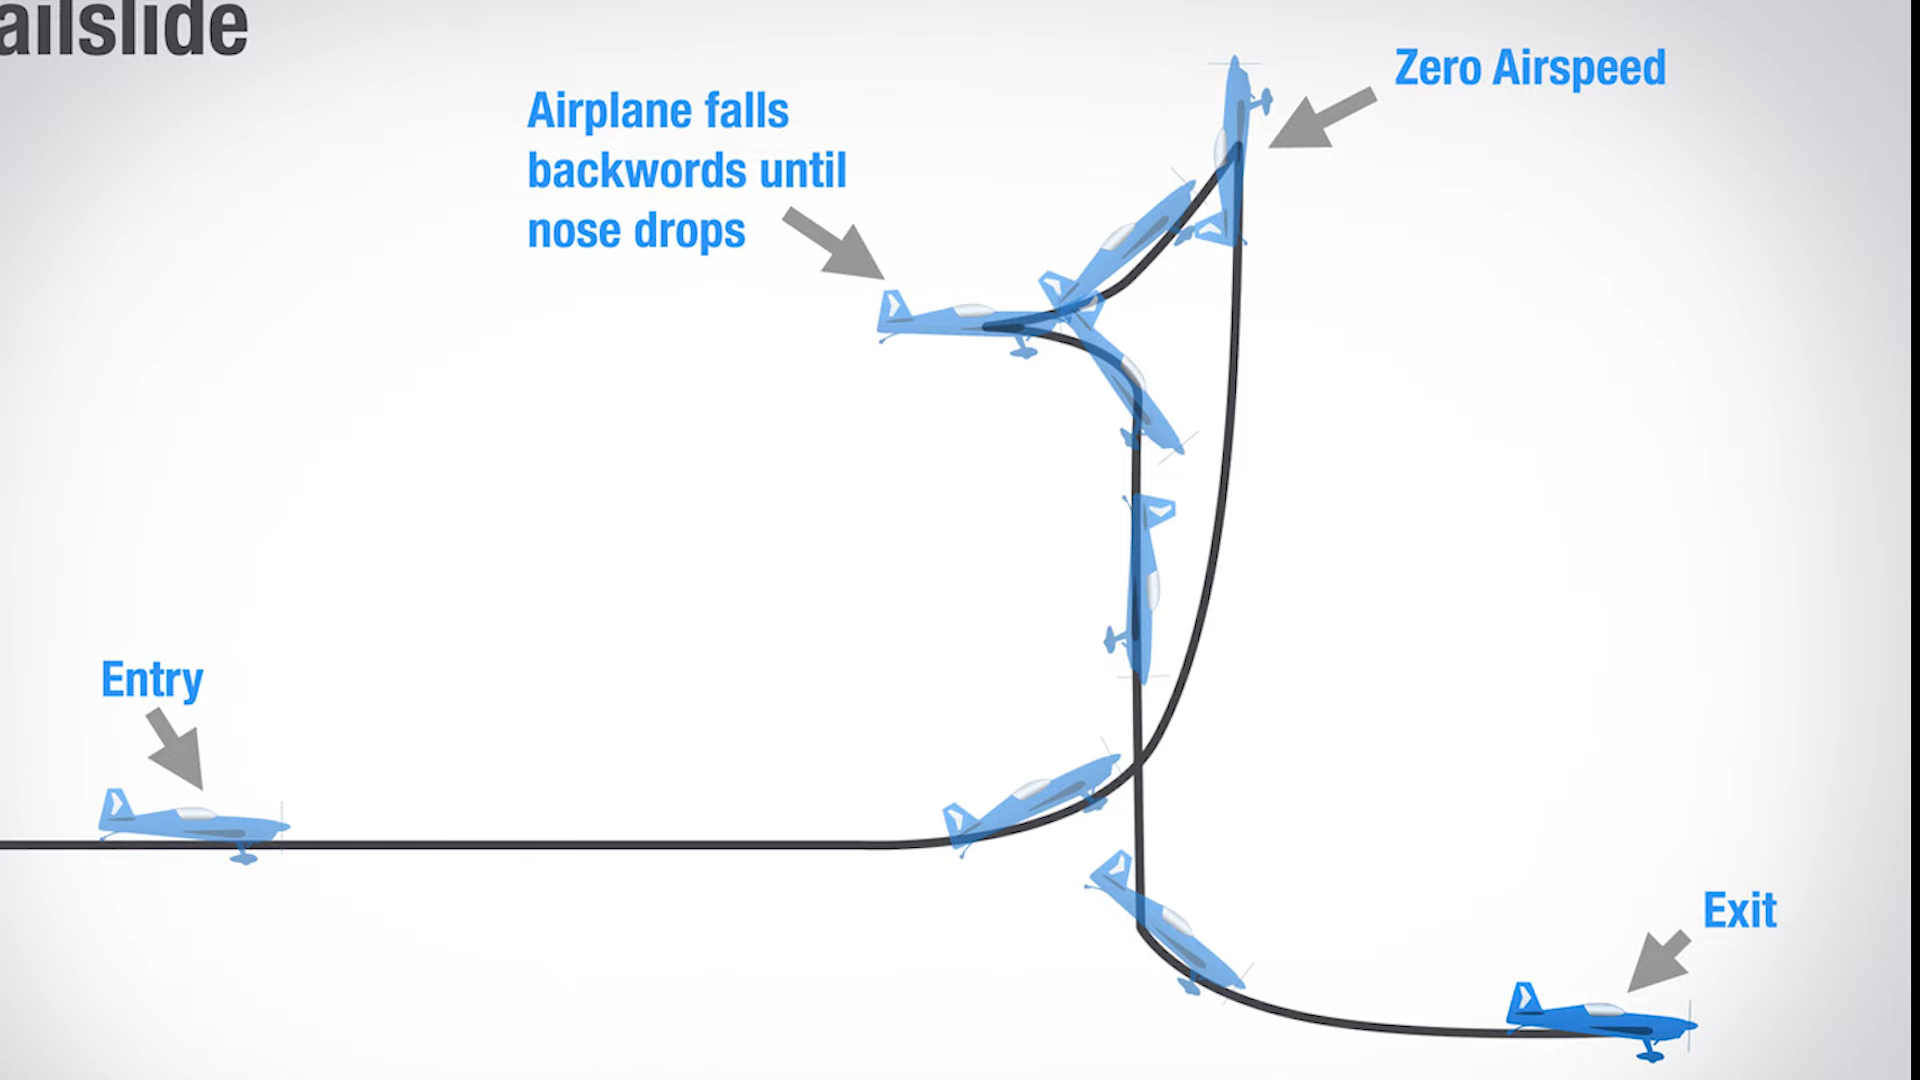 ailslide
Zero Airspeed
Airplane falls
backwords until
nose drops
Entry
Exit